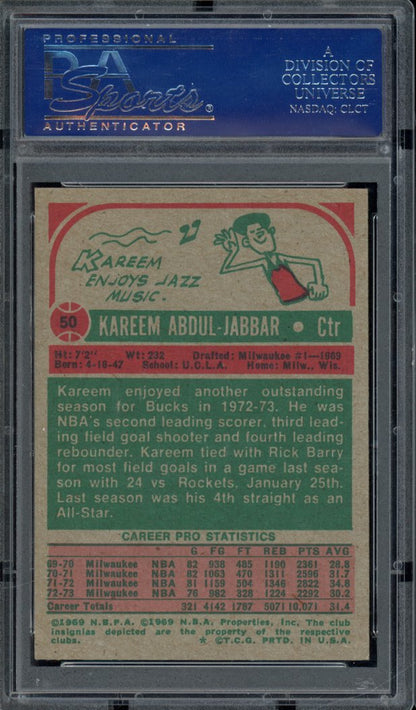 PROFESSIONAL
PSA
Sports®
AUTHENTICATOR
A
DIVISION OF
COLLECTORS
UNIVERSE
NASDAQ: CLCT
KAREEM
ENJOYS JAZZ
MUSIC.
50 KAREEM ABDUL-JABBAR • Ctr
Ht: 7'2" Wt: 232 Drafted: Milwaukee #1—1969
Born: 4-16-47 School: U.C.L.A. Home: Milw., Wis.
Kareem enjoyed another outstanding
season for Bucks in 1972-73. He was
NBA's second leading scorer, third lead-
ing field goal shooter and fourth leading
rebounder. Kareem tied with Rick Barry
for most field goals in a game last sea-
son with 24 vs Rockets, January 25th.
Last season was his 4th straight as an
All-Star.
CAREER PRO STATISTICS
G. FG FT REB PTS AVG
69-70 Milwaukee NBA 82 938 485 1190 2361 28.8
70-71 Milwaukee NBA 82 1063 470 1311 2596 31.7
71-72 Milwaukee NBA 81 1159 504 1346 2822 34.8
72-73 Milwaukee NBA 76 982 328 1224 2292 30.2
Career Totals 321 4142 1787 5071 10,071 31.4
©1969 N.B.P.A. ©1969 N.B.A. Properties, Inc. The club
insignias depicted are the property of the respective
clubs. * ©T.C.G. PRTD. IN U.S.A.